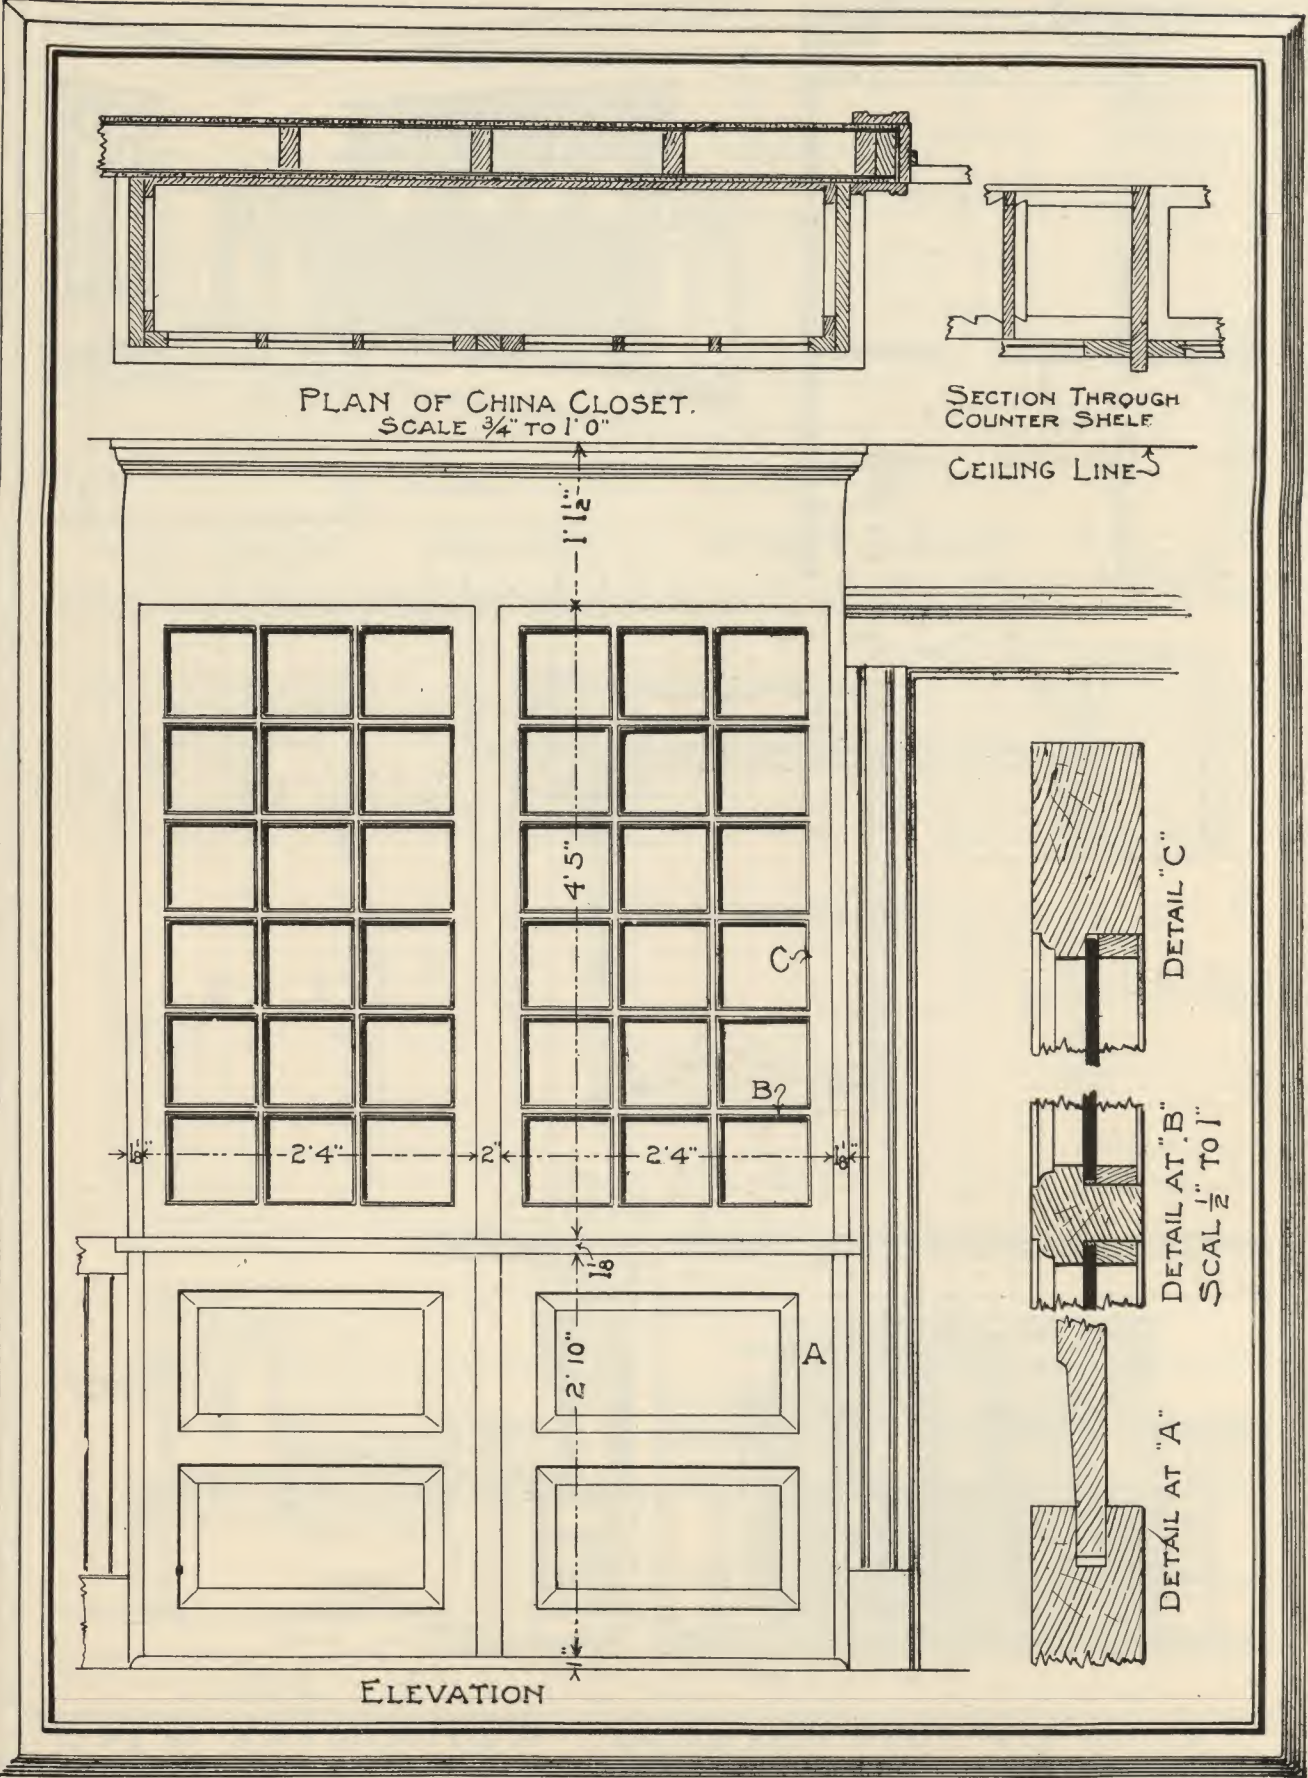 PLAN OF CHINA CLOSET.
SCALE 3/4" TO 1' 0"
SECTION THROUGH
COUNTER SHELF
CEILING LINE
1' 1 1/2"
4' 5"
C
B
1 1/8"
2' 4"
2"
2' 4"
1 1/8"
1 1/8
2' 10"
A
1"
ELEVATION
DETAIL "C"
DETAIL AT "B"
SCAL 1/2" TO 1"
DETAIL AT "A"